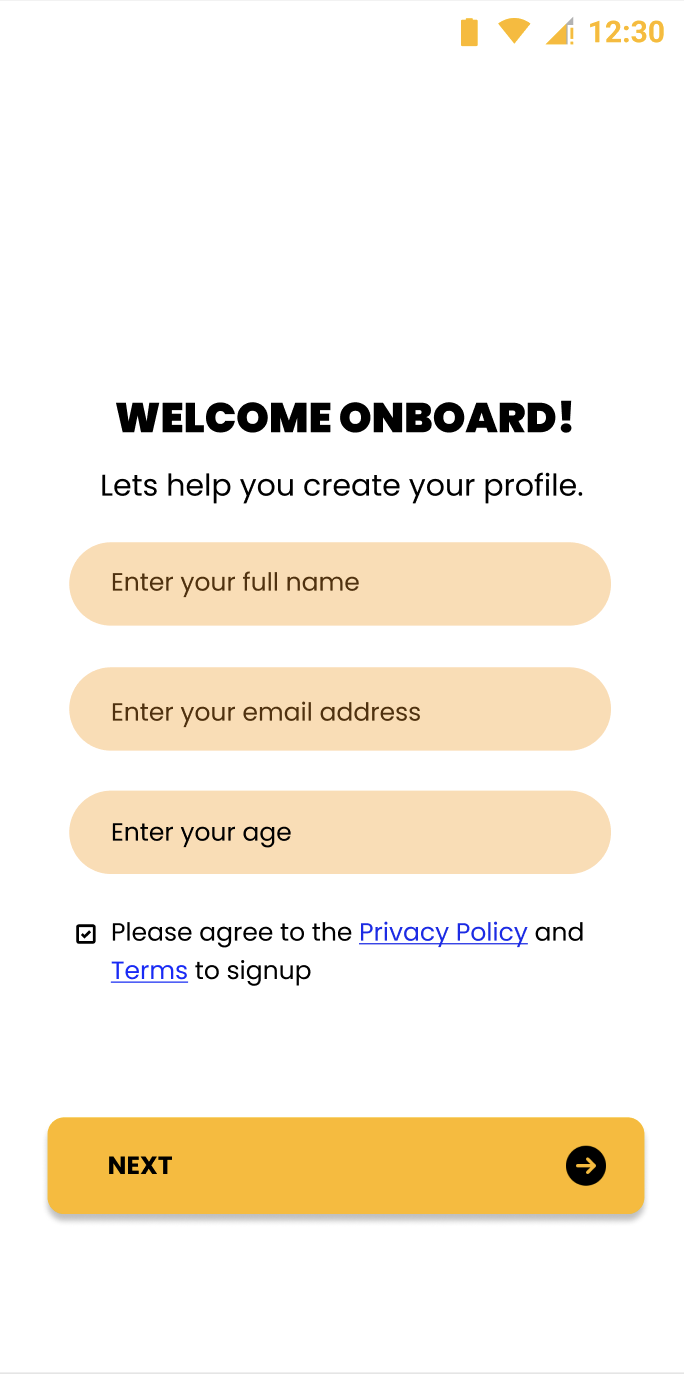 12:30
WELCOME ONBOARD!
Lets help you create your profile.
Enter your full name
Enter your email address
Enter your age
Please agree to the Privacy Policy and
Terms to signup
NEXT